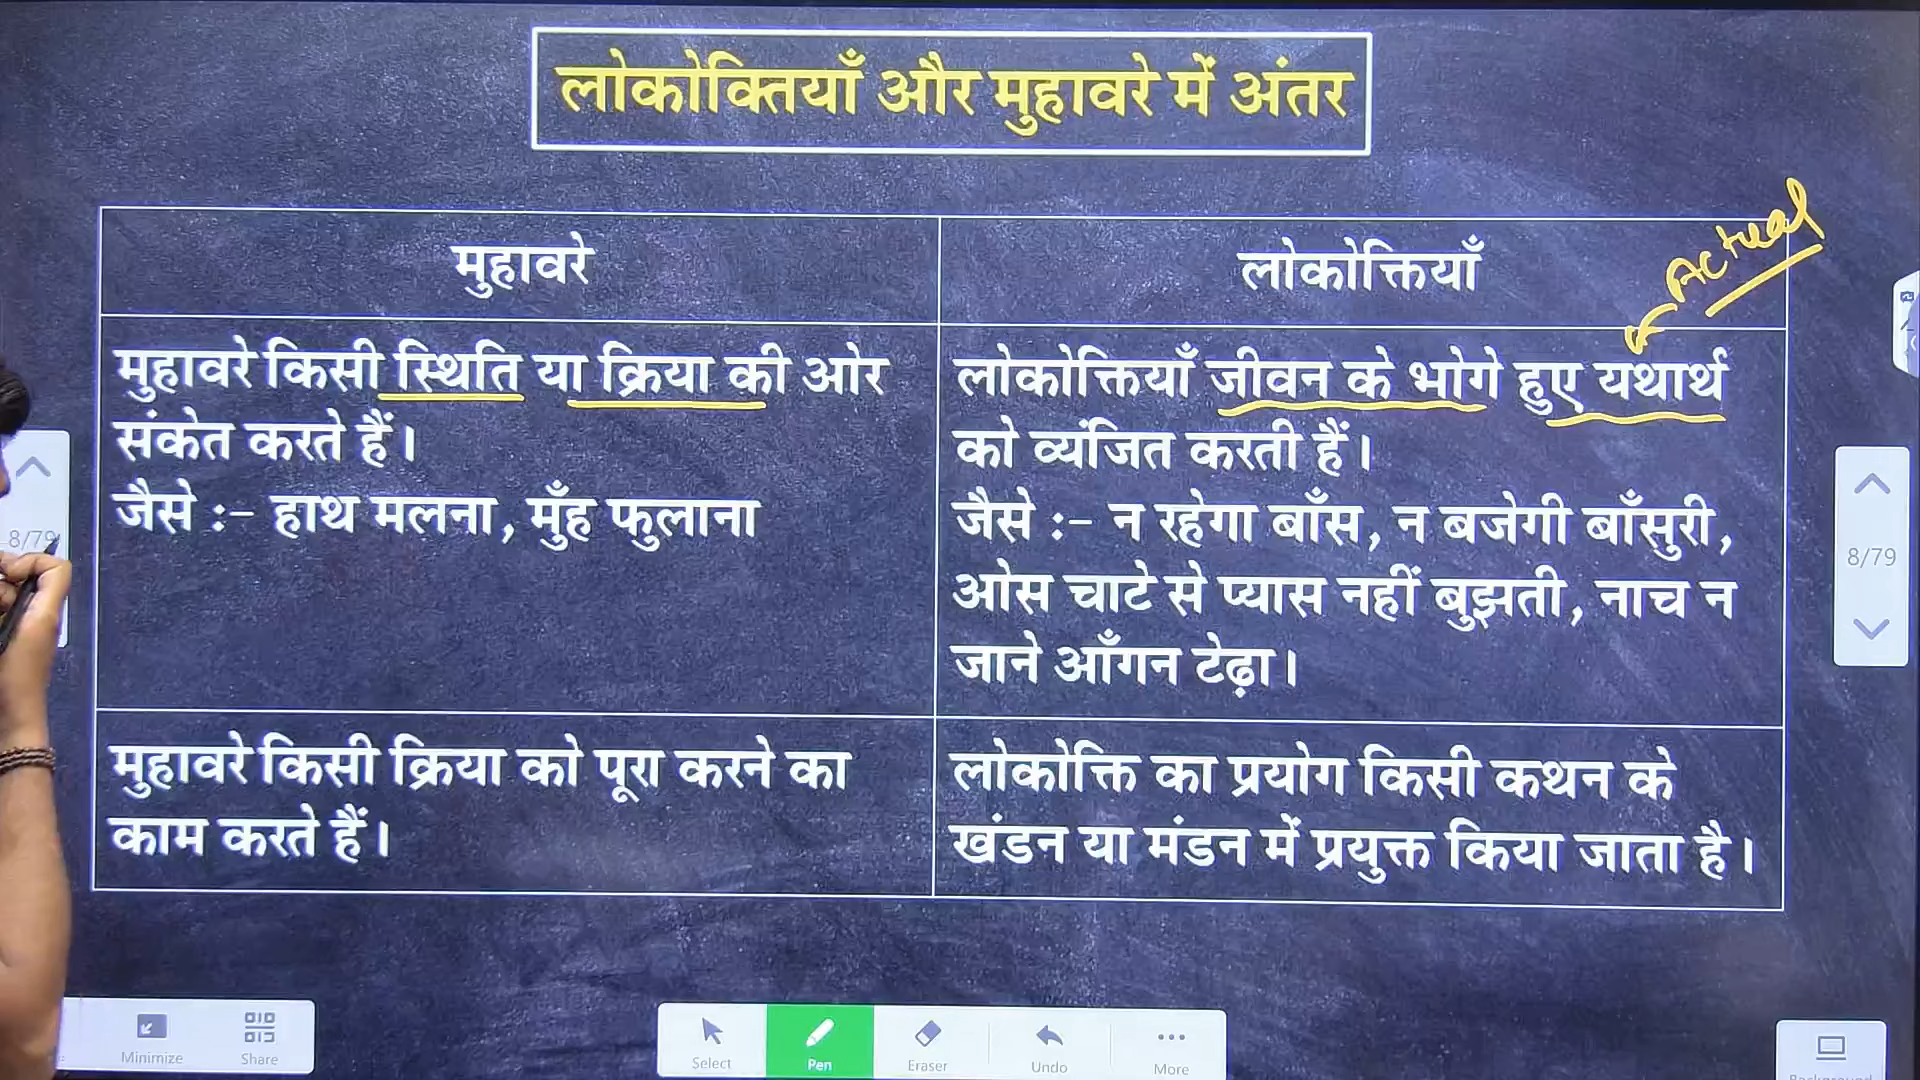 लोकोक्तियाँ और मुहावरे में अंतर
मुहावरे
लोकोक्तियाँ
Actual
मुहावरे किसी स्थिति या क्रिया की ओर
संकेत करते हैं।
जैसे :- हाथ मलना, मुँह फुलाना
लोकोक्तियाँ जीवन के भोगे हुए यथार्थ
को व्यंजित करती हैं।
जैसे :- न रहेगा बाँस, न बजेगी बाँसुरी,
ओस चाटे से प्यास नहीं बुझती, नाच न
जाने आँगन टेढ़ा।
मुहावरे किसी क्रिया को पूरा करने का
काम करते हैं।
लोकोक्ति का प्रयोग किसी कथन के
खंडन या मंडन में प्रयुक्त किया जाता है।
8/79
8/79
Minimize
Share
Select
Pen
Eraser
Undo
More
Background